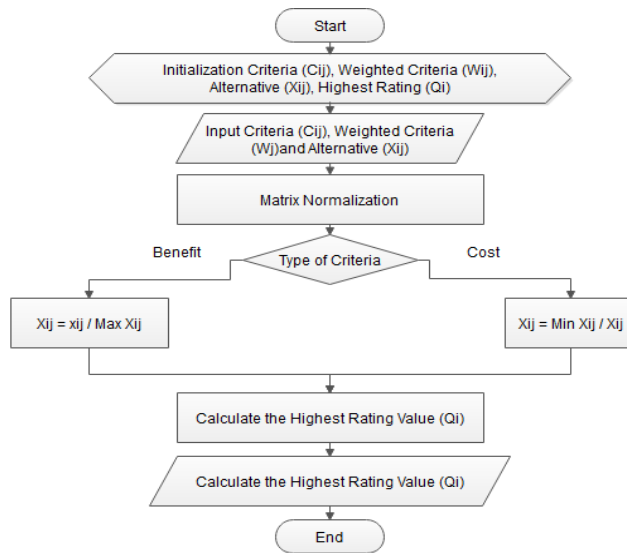 Start
Initialization Criteria (Cij), Weighted Criteria (Wij),
Alternative (Xij), Highest Rating (Qi)
Input Criteria (Cij), Weighted Criteria
(Wj)and Alternative (Xij)
Matrix Normalization
Benefit
Type of Criteria
Cost
Xij = xij / Max Xij
Xij = Min Xij / Xij
Calculate the Highest Rating Value (Qi)
Calculate the Highest Rating Value (Qi)
End